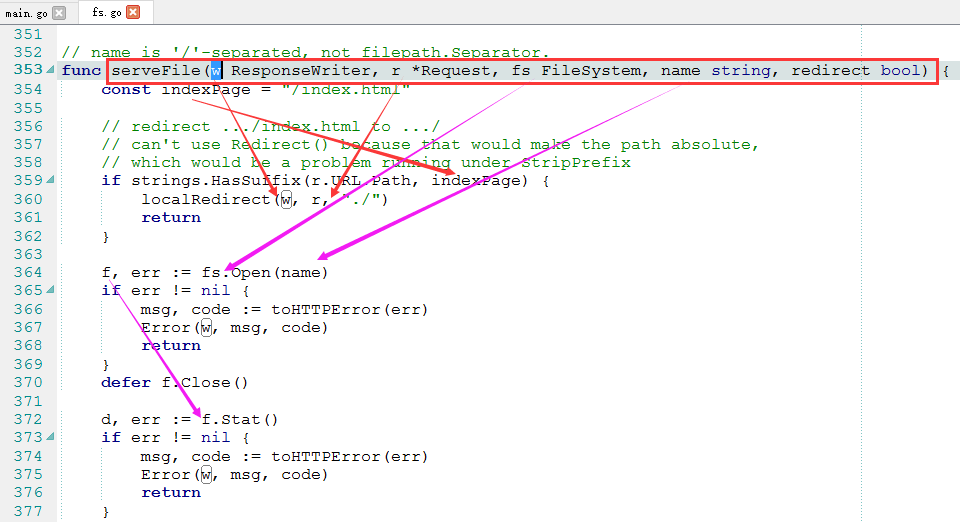 main.go
fs.go
351
352 // name is '/'-separated, not filepath.Separator.
353 func serveFile(w ResponseWriter, r *Request, fs FileSystem, name string, redirect bool) {
354 const indexPage = "/index.html"
355
356 // redirect .../index.html to .../
357 // can't use Redirect() because that would make the path absolute,
358 // which would be a problem running under StripPrefix
359 if strings.HasSuffix(r.URL.Path, indexPage) {
360 localRedirect(w, r, "./")
361 return
362 }
363
364 f, err := fs.Open(name)
365 if err != nil {
366 msg, code := toHTTPError(err)
367 Error(w, msg, code)
368 return
369 }
370 defer f.Close()
371
372 d, err := f.Stat()
373 if err != nil {
374 msg, code := toHTTPError(err)
375 Error(w, msg, code)
376 return
377 }